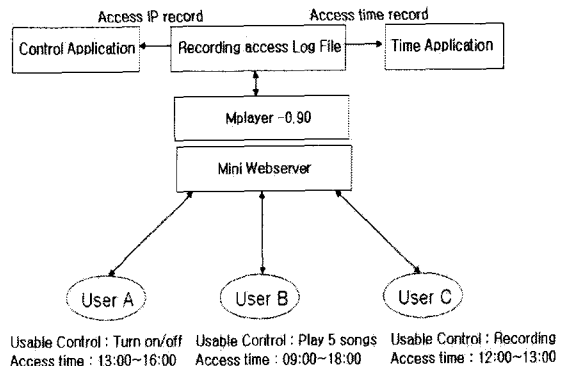 Access IP record
Access time record
Control Application
Recording access Log File
Time Application
Mplayer -0.90
Mini Webserver
User A
User B
User C
Usable Control : Turn on/off
Access time : 13:00~16:00
Usable Control : Play 5 songs
Access time : 09:00~18:00
Usable Control : Recording
Access time : 12:00~13:00